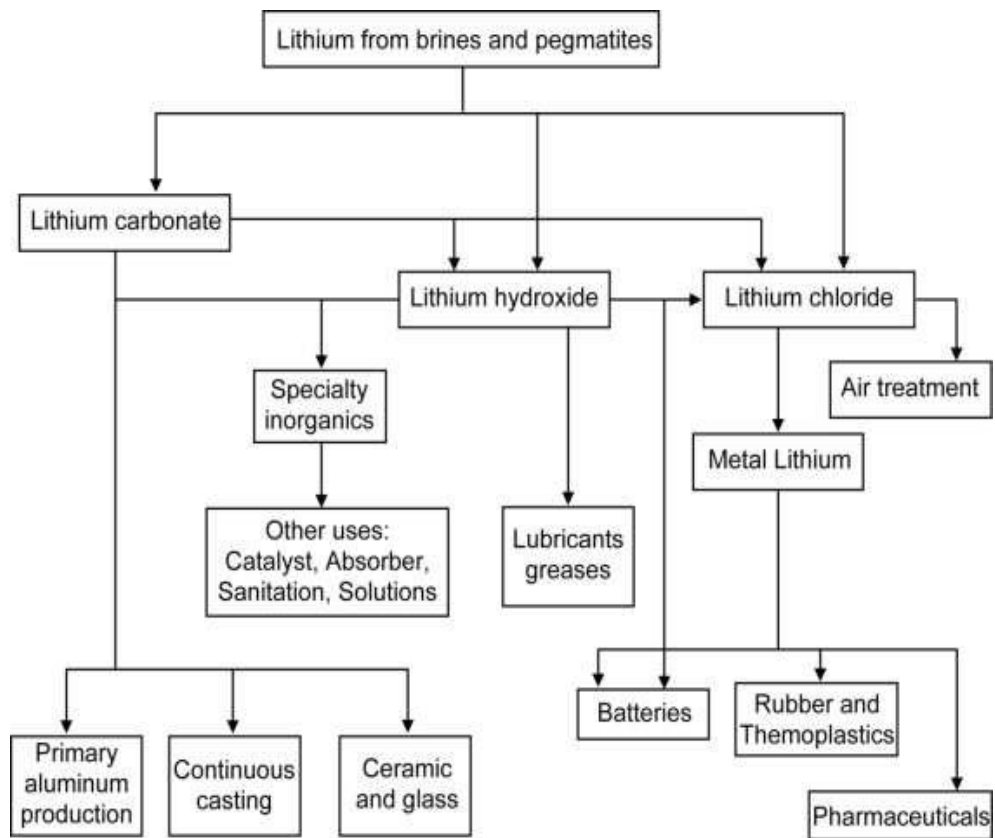 Lithium from brines and pegmatites
Lithium carbonate
Lithium hydroxide
Lithium chloride
Specialty
inorganics
Air treatment
Metal Lithium
Other uses:
Catalyst, Absorber,
Sanitation, Solutions
Lubricants
greases
Batteries
Rubber and
Themoplastics
Primary
aluminum
production
Continuous
casting
Ceramic
and glass
Pharmaceuticals